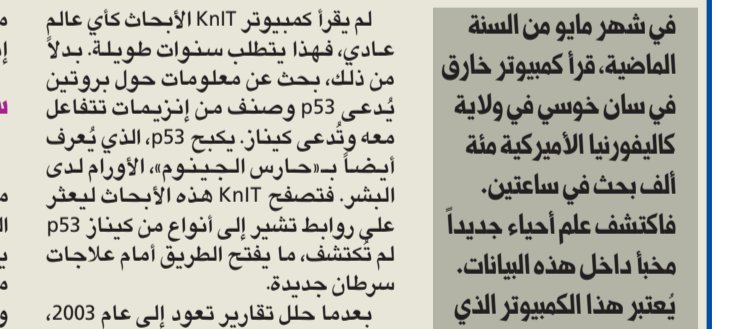 في شهر مايو من السنة
الماضية، قرأ كمبيوتر خارق
في سان خوسي في ولاية
كاليفورنيا الأميركية مئة
ألف بحث في ساعتين.
فاكتشف علم أحياء جديداً
مخبأ داخل هذه البيانات.
يُعتبر هذا الكمبيوتر الذي
لم يقرأ كمبيوتر KnIT الأبحاث كأي عالم
عادي، فهذا يتطلب سنوات طويلة. بدلاً
من ذلك، بحث عن معلومات حول بروتين
يُدعى p53 وصنف من إنزيمات تتفاعل
معه وتُدعى كيناز. يكبح p53، الذي يُعرف
أيضاً بـ«حارس الجينوم»، الأورام لدى
البشر. فتصفح KnIT هذه الأبحاث ليعثر
على روابط تشير إلى أنواع من كيناز p53
لم تُكتشف، ما يفتح الطريق أمام علاجات
سرطان جديدة.
بعدما حلل تقارير تعود إلى عام 2003،